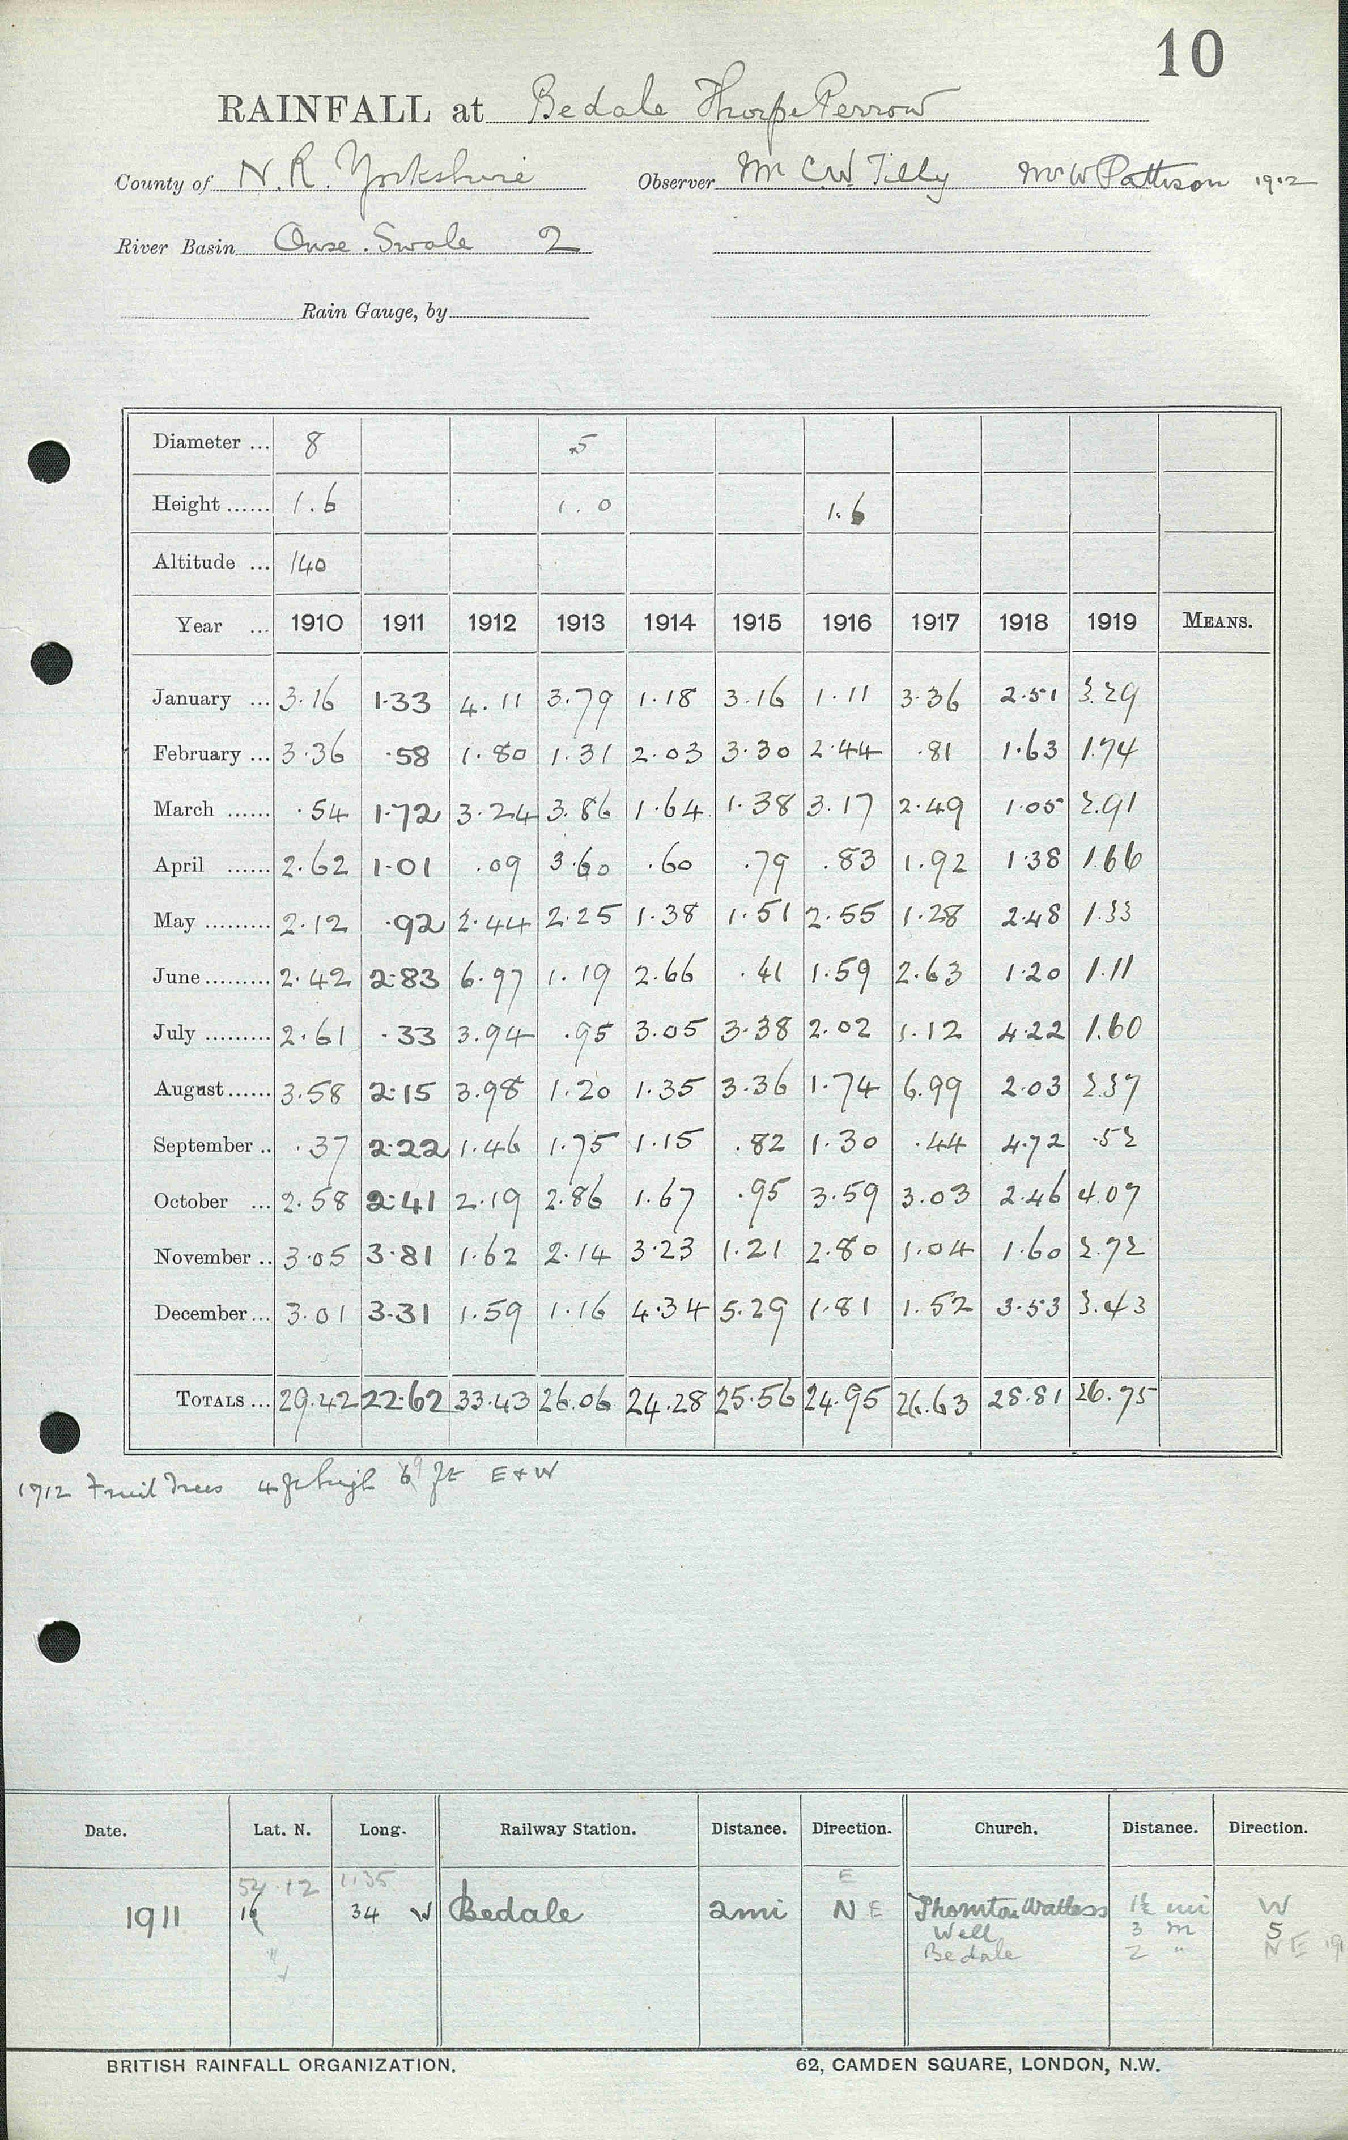 10
RAINFALL at Bedale Thorpe Perrow
County of N.R. Yorkshire Observer Mr C.W. Tilly Mr W Pattison 1912
River Basin Ouse. Swale 2
Rain Gauge, by
Diameter ... 8 5
Height ...... 1.6 1.0 1.6
Altitude ... 140
Year ... 1910 1911 1912 1913 1914 1915 1916 1917 1918 1919 MEANS.
January ... 3.16 1.33 4.11 3.79 1.18 3.16 1.11 3.36 2.51 3.29
February ... 3.36 .58 1.80 1.31 2.03 3.30 2.44 .81 1.63 1.74
March ...... .54 1.72 3.24 3.86 1.64 1.38 3.17 2.49 1.05 2.91
April ...... 2.62 1.01 .09 3.60 .60 .79 .83 1.92 1.38 1.66
May ......... 2.12 .92 2.44 2.25 1.38 1.51 2.55 1.28 2.48 1.33
June ......... 2.42 2.83 6.97 1.19 2.66 .41 1.59 2.63 1.20 1.11
July ......... 2.61 .33 3.94 .95 3.05 3.38 2.02 1.12 4.22 1.60
August ...... 3.58 2.15 3.98 1.20 1.35 3.36 1.74 6.99 2.03 2.37
September .. .37 2.22 1.46 1.75 1.15 .82 1.30 .44 4.72 .52
October ... 2.58 2.41 2.19 2.86 1.67 .95 3.59 3.03 2.46 4.07
November .. 3.05 3.81 1.62 2.14 3.23 1.21 2.80 1.04 1.60 2.72
December ... 3.01 3.31 1.59 1.16 4.34 5.29 1.81 1.52 3.53 3.43
TOTALS ... 29.42 22.62 33.43 26.06 24.28 25.56 24.95 26.63 28.81 26.75
1912 Fruit Trees 4 ft high ft E + W
Date. Lat. N. Long. Railway Station. Distance. Direction. Church. Distance. Direction.
54.12 1.35 E
1911 16 34 W Bedale 2 mi N E Thornton Watlass 1½ mi W
Well 3 m S
" Bedale 2 " N E
BRITISH RAINFALL ORGANIZATION. 62, CAMDEN SQUARE, LONDON, N.W.